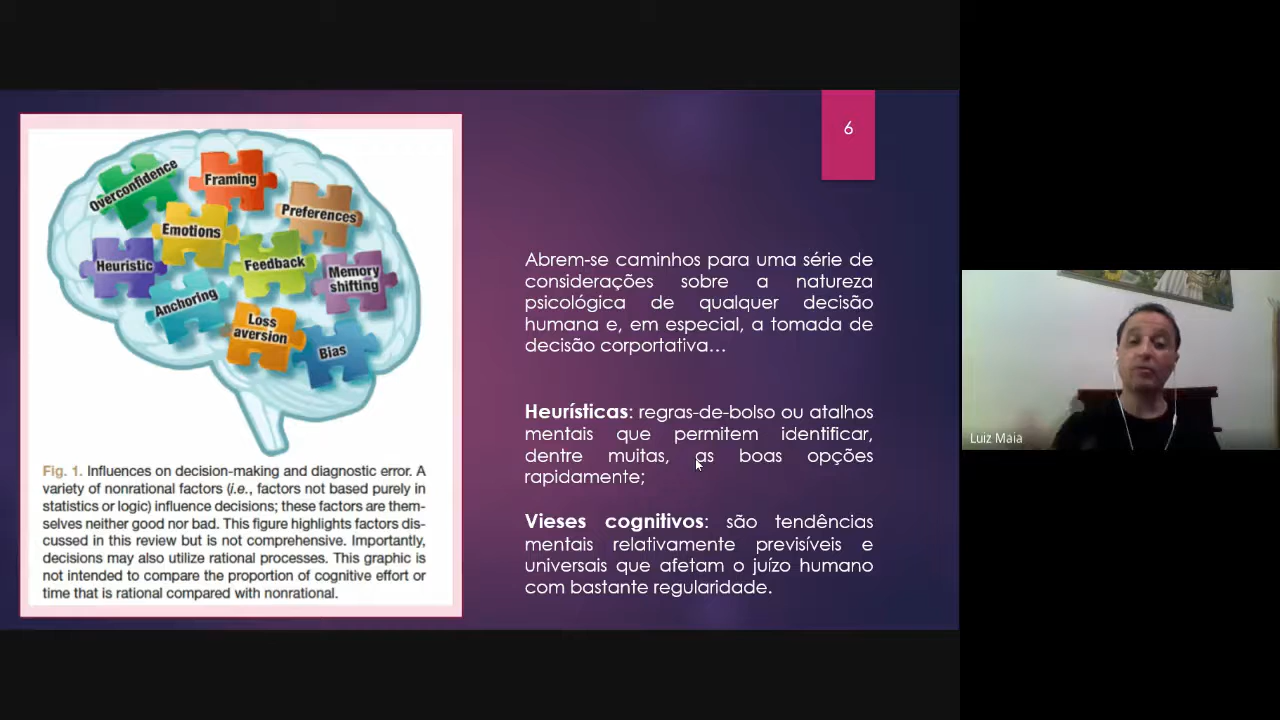 6
Overconfidence
Framing
Preferences
Emotions
Heuristic
Feedback
Memory
shifting
Anchoring
Loss
aversion
Bias
Fig. 1. Influences on decision-making and diagnostic error. A
variety of nonrational factors (i.e., factors not based purely in
statistics or logic) influence decisions; these factors are them-
selves neither good nor bad. This figure highlights factors dis-
cussed in this review but is not comprehensive. Importantly,
decisions may also utilize rational processes. This graphic is
not intended to compare the proportion of cognitive effort or
time that is rational compared with nonrational.
Abrem-se caminhos para uma série de
considerações sobre a natureza
psicológica de qualquer decisão
humana e, em especial, a tomada de
decisão corportativa...
Heurísticas: regras-de-bolso ou atalhos
mentais que permitem identificar,
dentre muitas, as boas opções
rapidamente;
Vieses cognitivos: são tendências
mentais relativamente previsíveis e
universais que afetam o juízo humano
com bastante regularidade.
Luiz Maia